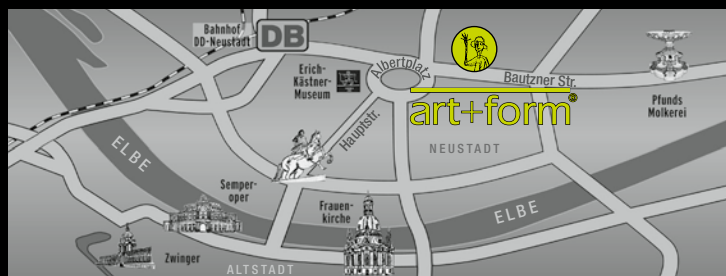 Bahnhof
DD-Neustadt
DB
Albertplatz
Erich-
Kästner-
Museum
Bautzner Str.
art+form®
Pfunds
Molkerei
Hauptstr.
NEUSTADT
ELBE
Semper-
oper
Frauen-
kirche
ELBE
Zwinger
ALTSTADT